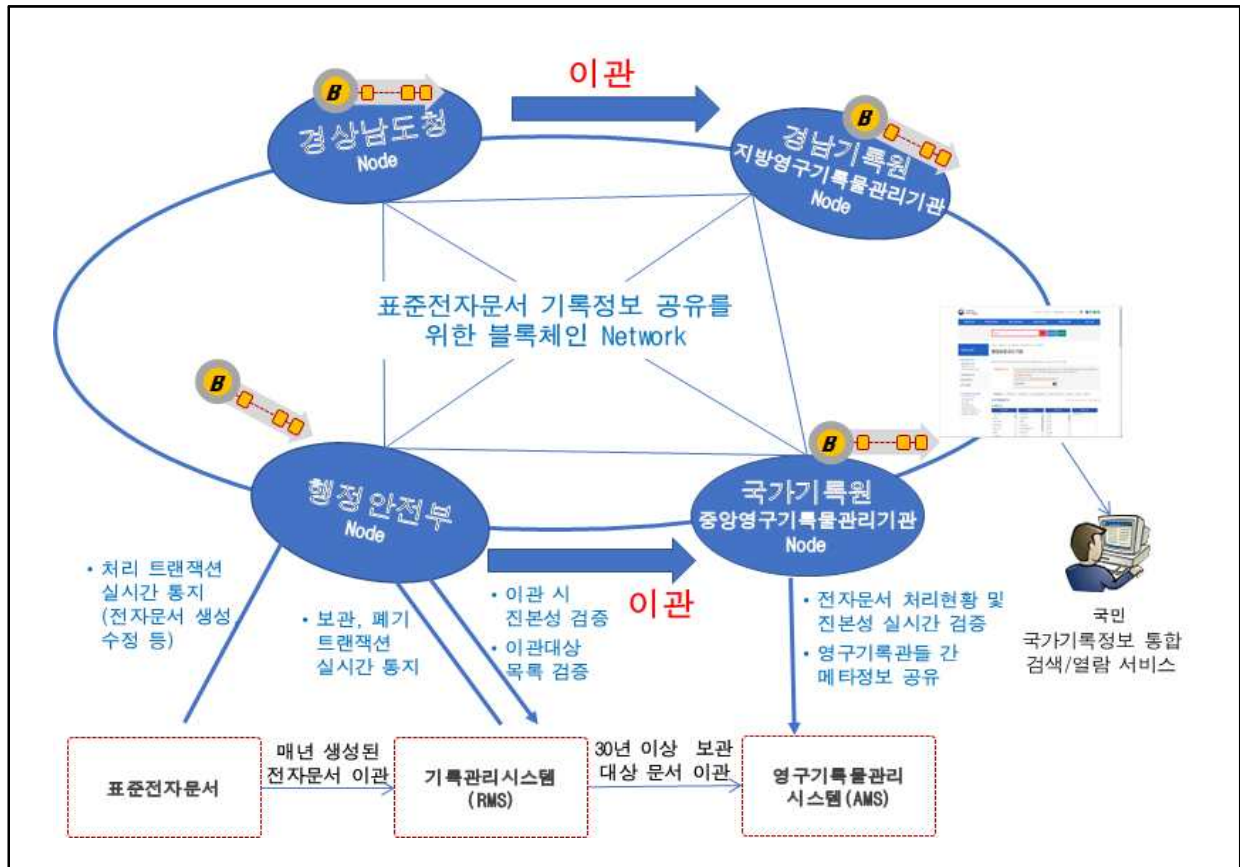 이관
B
경상남도청
Node
B
경남기록원
지방영구기록물관리기관
Node
표준전자문서 기록정보 공유를
위한 블록체인 Network
B
행정안전부
Node
B
국가기록원
중앙영구기록물관리기관
Node
이관
• 처리 트랜잭션
실시간 통지
(전자문서 생성,
수정 등)
• 보관, 폐기
트랜잭션
실시간 통지
• 이관 시
진본성 검증
• 이관대상
목록 검증
• 전자문서 처리현황 및
진본성 실시간 검증
• 영구기록관들 간
메타정보 공유
국민
국가기록정보 통합
검색/열람 서비스
표준전자문서
매년 생성된
전자문서 이관
기록관리시스템
(RMS)
30년 이상 보관
대상 문서 이관
영구기록물관리
시스템(AMS)